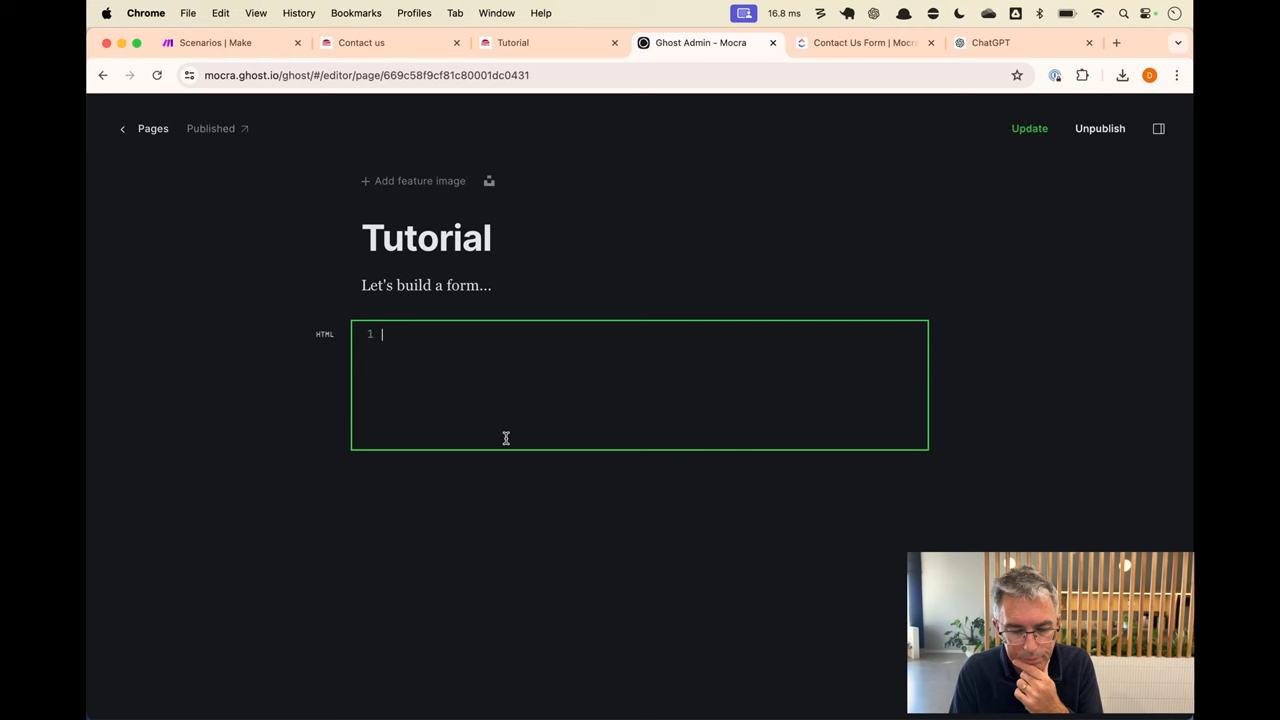 Chrome File Edit View History Bookmarks Profiles Tab Window Help 16.8 ms
Scenarios | Make Contact us Tutorial Ghost Admin - Mocra Contact Us Form | Mocra ChatGPT
mocra.ghost.io/ghost/#/editor/page/669c58f9cf81c80001dc0431 D
Pages Published Update Unpublish
Add feature image
Tutorial
Let's build a form...
HTML 1